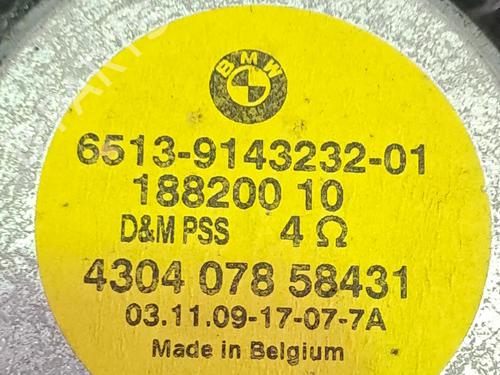 BMW
6513-9143232-01
188200 10
D&M PSS 4 Ω
4304 078 58431
03.11.09-17-07-7A
Made in Belgium